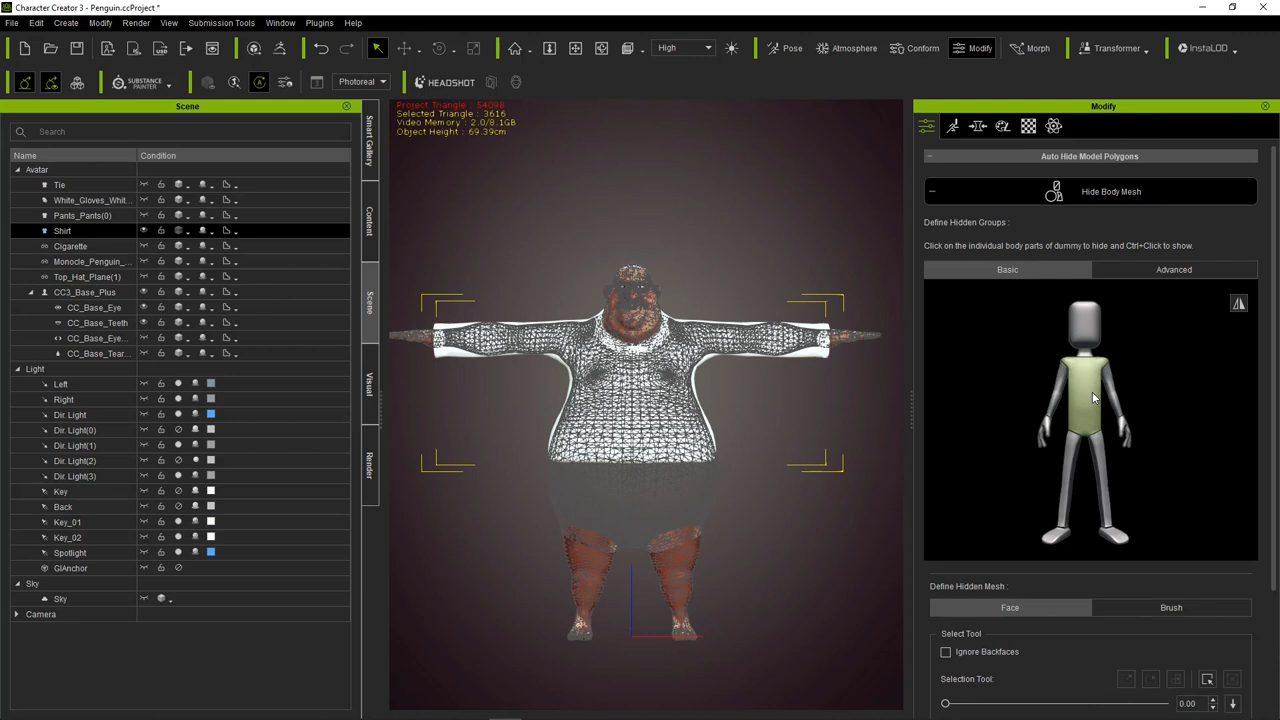 Character Creator 3 - Penguin.ccProject *
File Edit Create Modify Render View Submission Tools Window Plugins Help
High Pose Atmosphere Conform Modify Morph Transformer InstaLOD
SUBSTANCE PAINTER Photoreal HEADSHOT
Scene
Search
Name Condition
Avatar
Tie
White_Gloves_Whit...
Pants_Pants(0)
Shirt
Cigarette
Monocle_Penguin_...
Top_Hat_Plane(1)
CC3_Base_Plus
CC_Base_Eye
CC_Base_Teeth
CC_Base_Eye...
CC_Base_Tear...
Light
Left
Right
Dir. Light
Dir. Light(0)
Dir. Light(1)
Dir. Light(2)
Dir. Light(3)
Key
Back
Key_01
Key_02
Spotlight
GIAnchor
Sky
Sky
Camera
Smart Gallery
Content
Scene
Visual
Render
Project Triangle : 54098
Selected Triangle : 3616
Video Memory : 2.0/8.1GB
Object Height : 69.39cm
Modify
Auto Hide Model Polygons
Hide Body Mesh
Define Hidden Groups :
Click on the individual body parts of dummy to hide and Ctrl+Click to show.
Basic Advanced
Define Hidden Mesh :
Face Brush
Select Tool
Ignore Backfaces
Selection Tool:
0.00